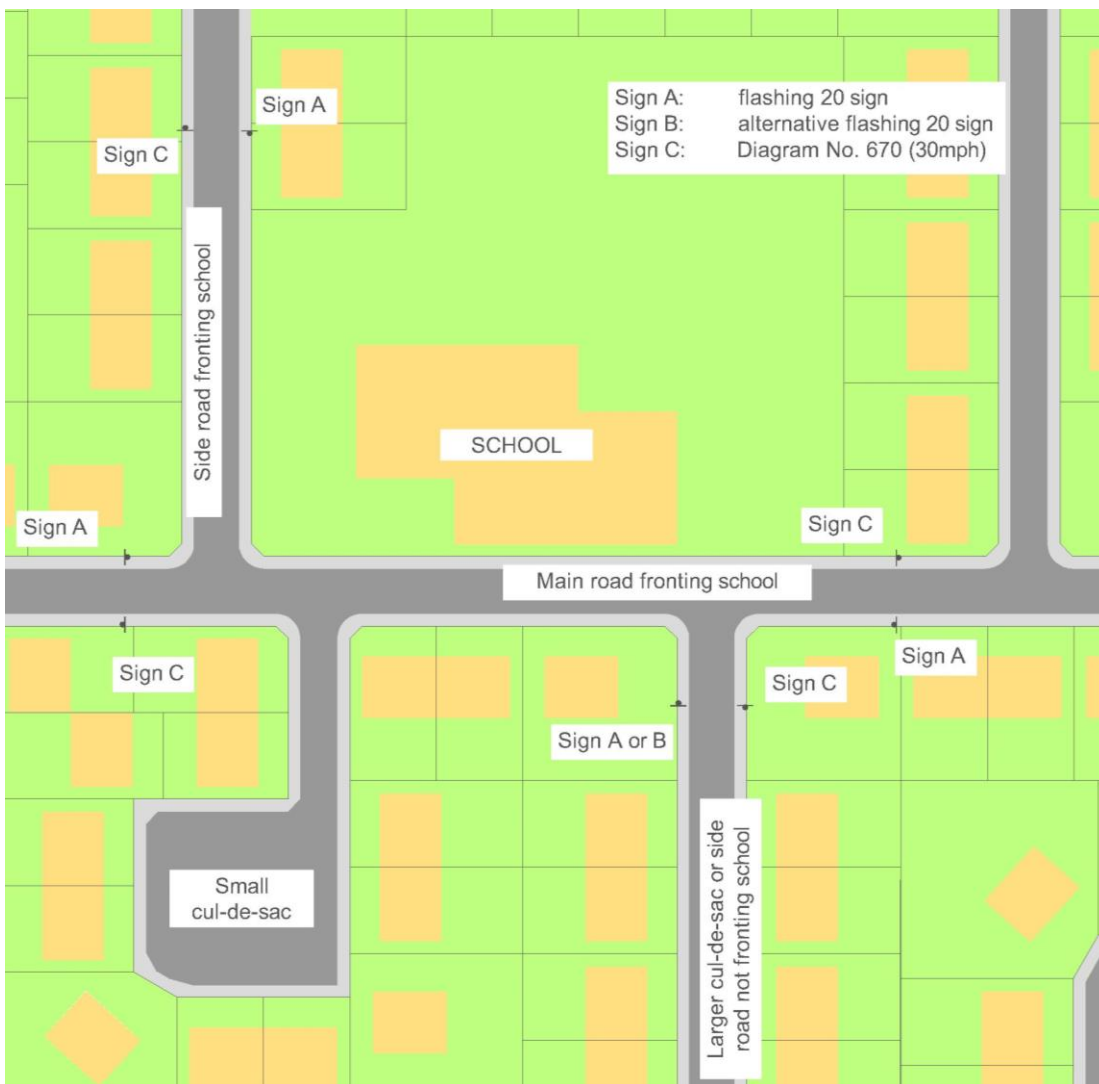 Sign A:	flashing 20 sign
Sign B:	alternative flashing 20 sign
Sign C:	Diagram No. 670 (30mph)
Sign A
Sign C
Side road fronting school
SCHOOL
Sign A
Sign C
Main road fronting school
Sign C
Sign A
Sign C
Sign A or B
Small
cul-de-sac
Larger cul-de-sac or side
road not fronting school